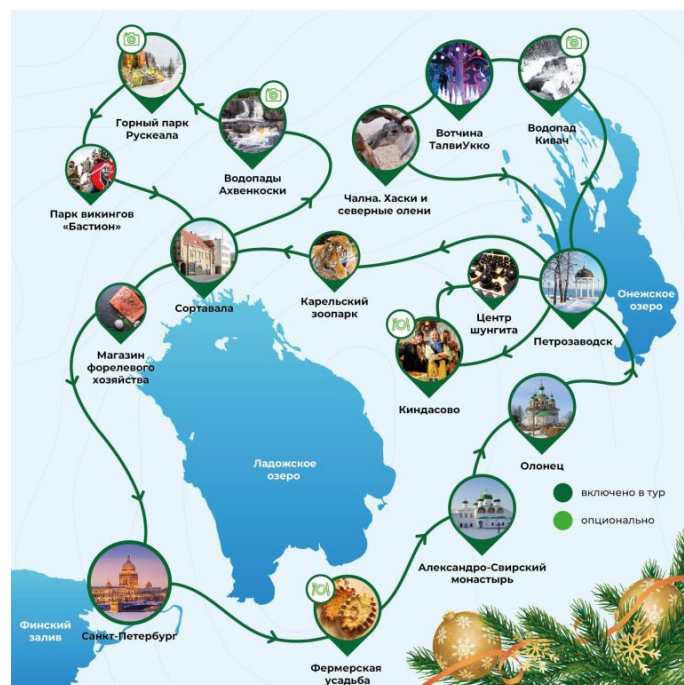 Горный парк
Рускеала
Водопады
Ахвенкоски
Вотчина
ТалвиУкко
Водопад
Кивач
Чална. Хаски и
северные олени
Парк викингов
«Бастион»
Сортавала
Карельский
зоопарк
Центр
шунгита
Петрозаводск
Онежское
озеро
Магазин
форелевого
хозяйства
Киндасово
Олонец
Ладожское
озеро
включено в тур
опционально
Александро-Свирский
монастырь
Финский
залив
Санкт-Петербург
Фермерская
усадьба